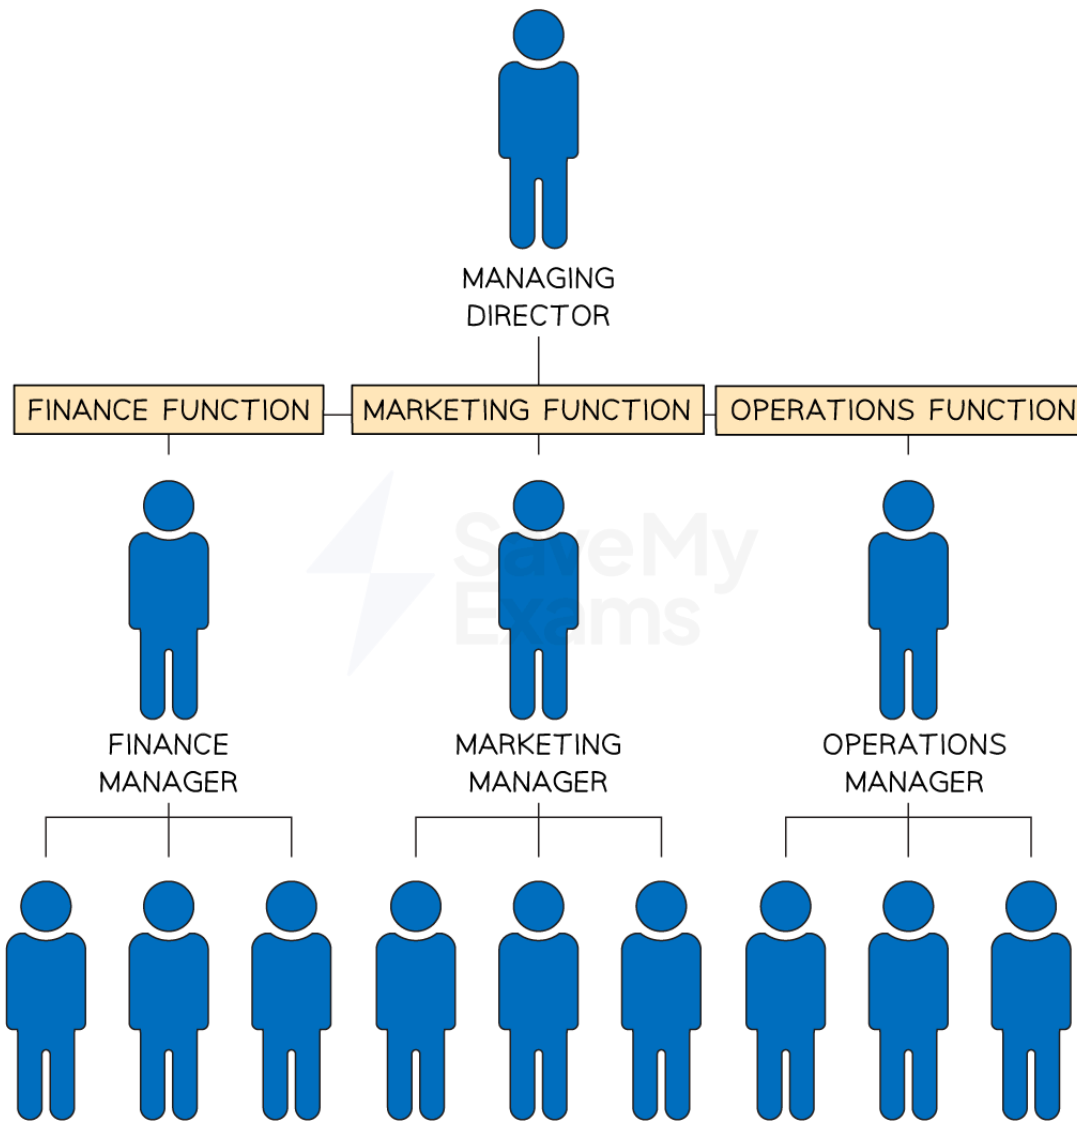 MANAGING
DIRECTOR
FINANCE FUNCTION
MARKETING FUNCTION
OPERATIONS FUNCTION
SaveMy
Exams
FINANCE
MANAGER
MARKETING
MANAGER
OPERATIONS
MANAGER